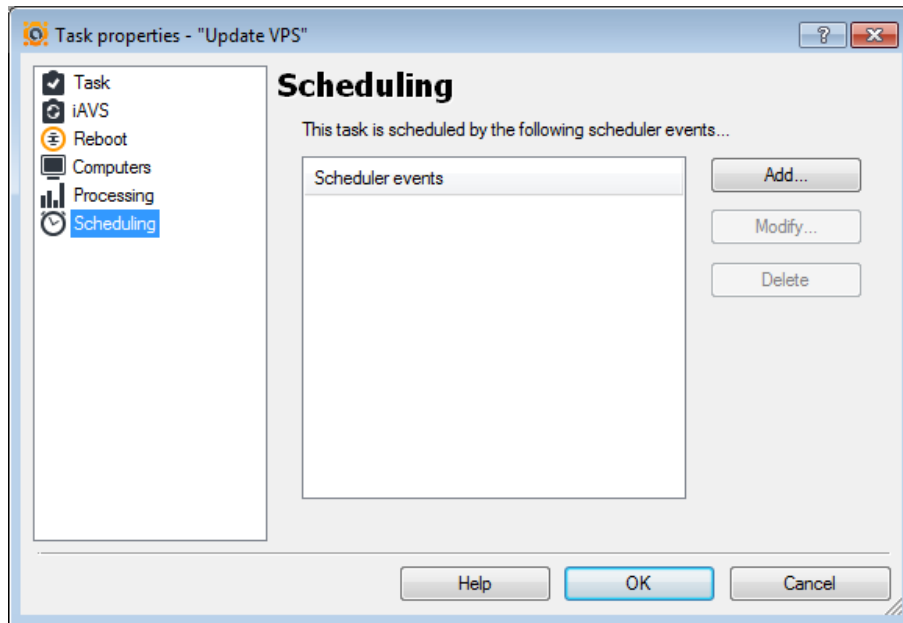 Task properties - "Update VPS"
?
Task
iAVS
Reboot
Computers
Processing
Scheduling
Scheduling
This task is scheduled by the following scheduler events...
Scheduler events
Add...
Modify...
Delete
Help
OK
Cancel